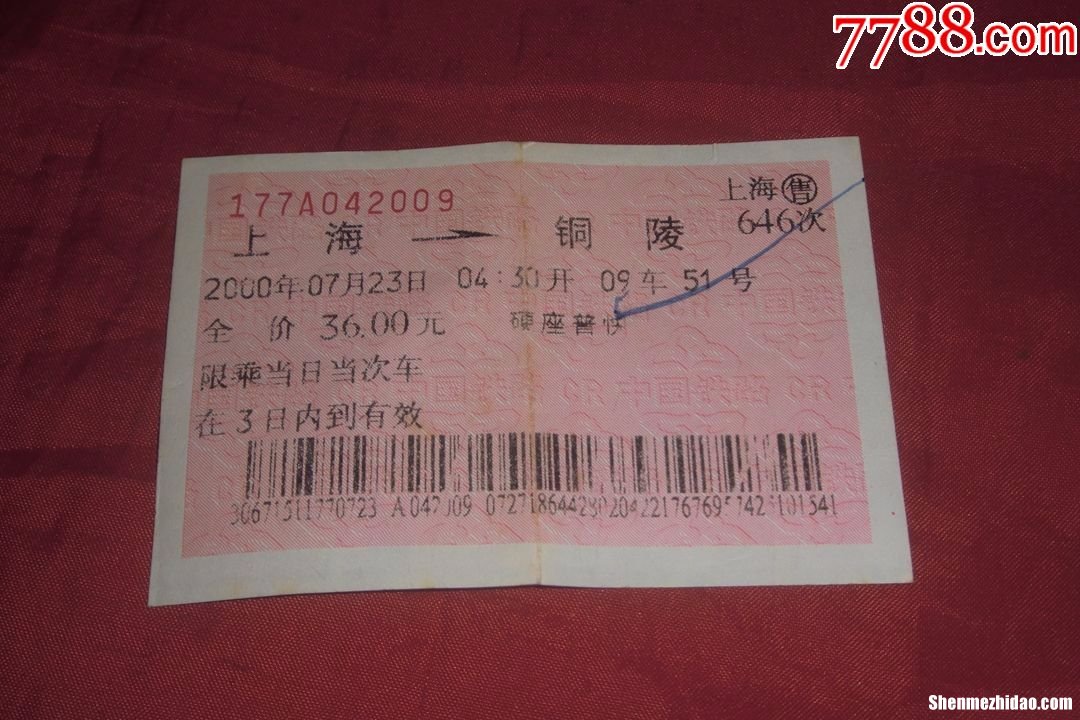 7788.com
177A042009
上海售
646次
上 海 → 铜 陵
2000年07月23日 04:30开 09车 51号
全 价 36.00元 硬座普快
限乘当日当次车
在3日内到有效
A 042009
Shenmezhidao.com